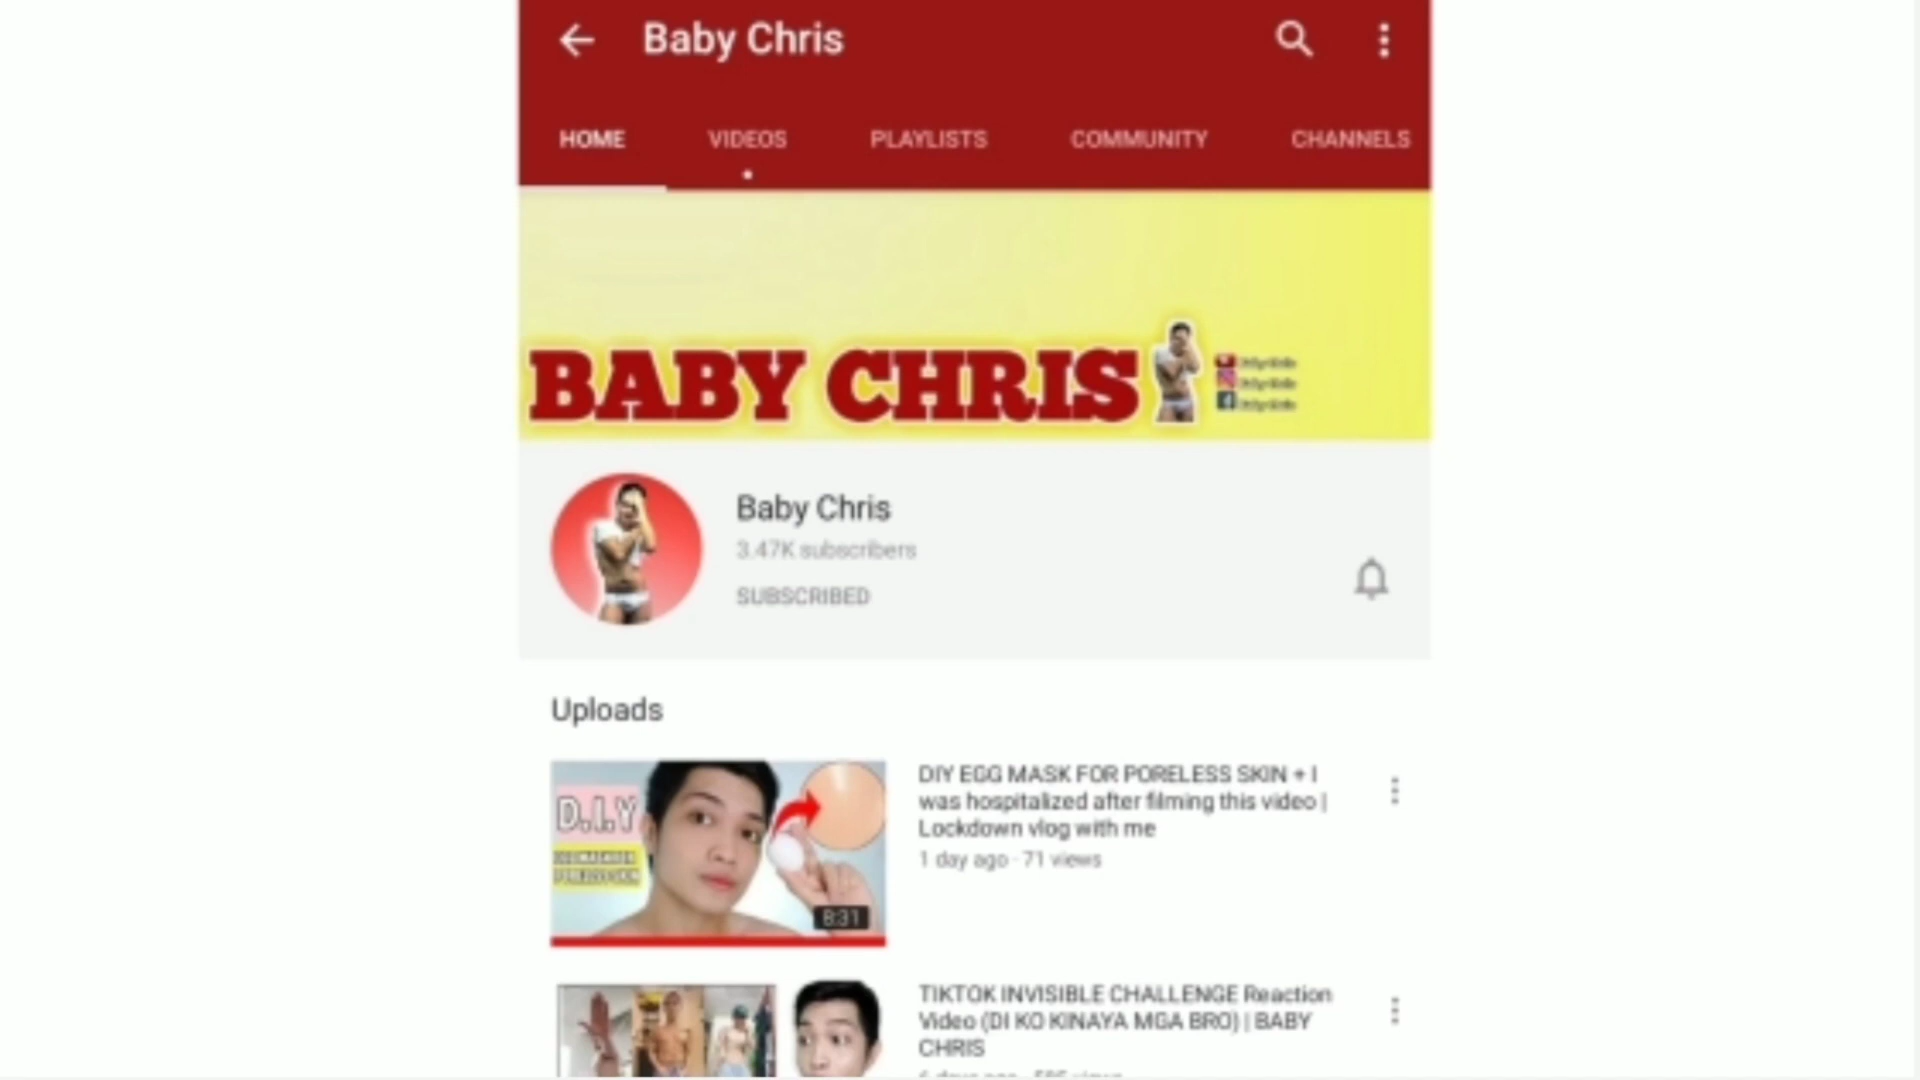 Baby Chris
HOME VIDEOS PLAYLISTS COMMUNITY CHANNELS
BABY CHRIS
Baby Chris
3.47K subscribers
SUBSCRIBED
Uploads
D.I.Y
8:31
DIY EGG MASK FOR PORELESS SKIN + I
was hospitalized after filming this video |
Lockdown vlog with me
1 day ago · 71 views
TIKTOK INVISIBLE CHALLENGE Reaction
Video (DI KO KINAYA MGA BRO) | BABY
CHRIS